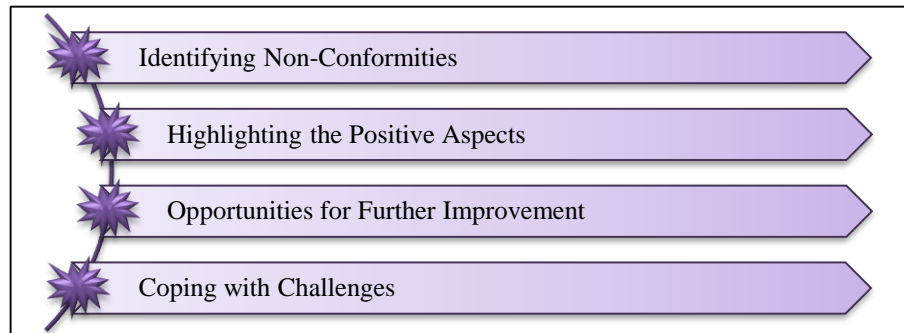 Identifying Non-Conformities
Highlighting the Positive Aspects
Opportunities for Further Improvement
Coping with Challenges